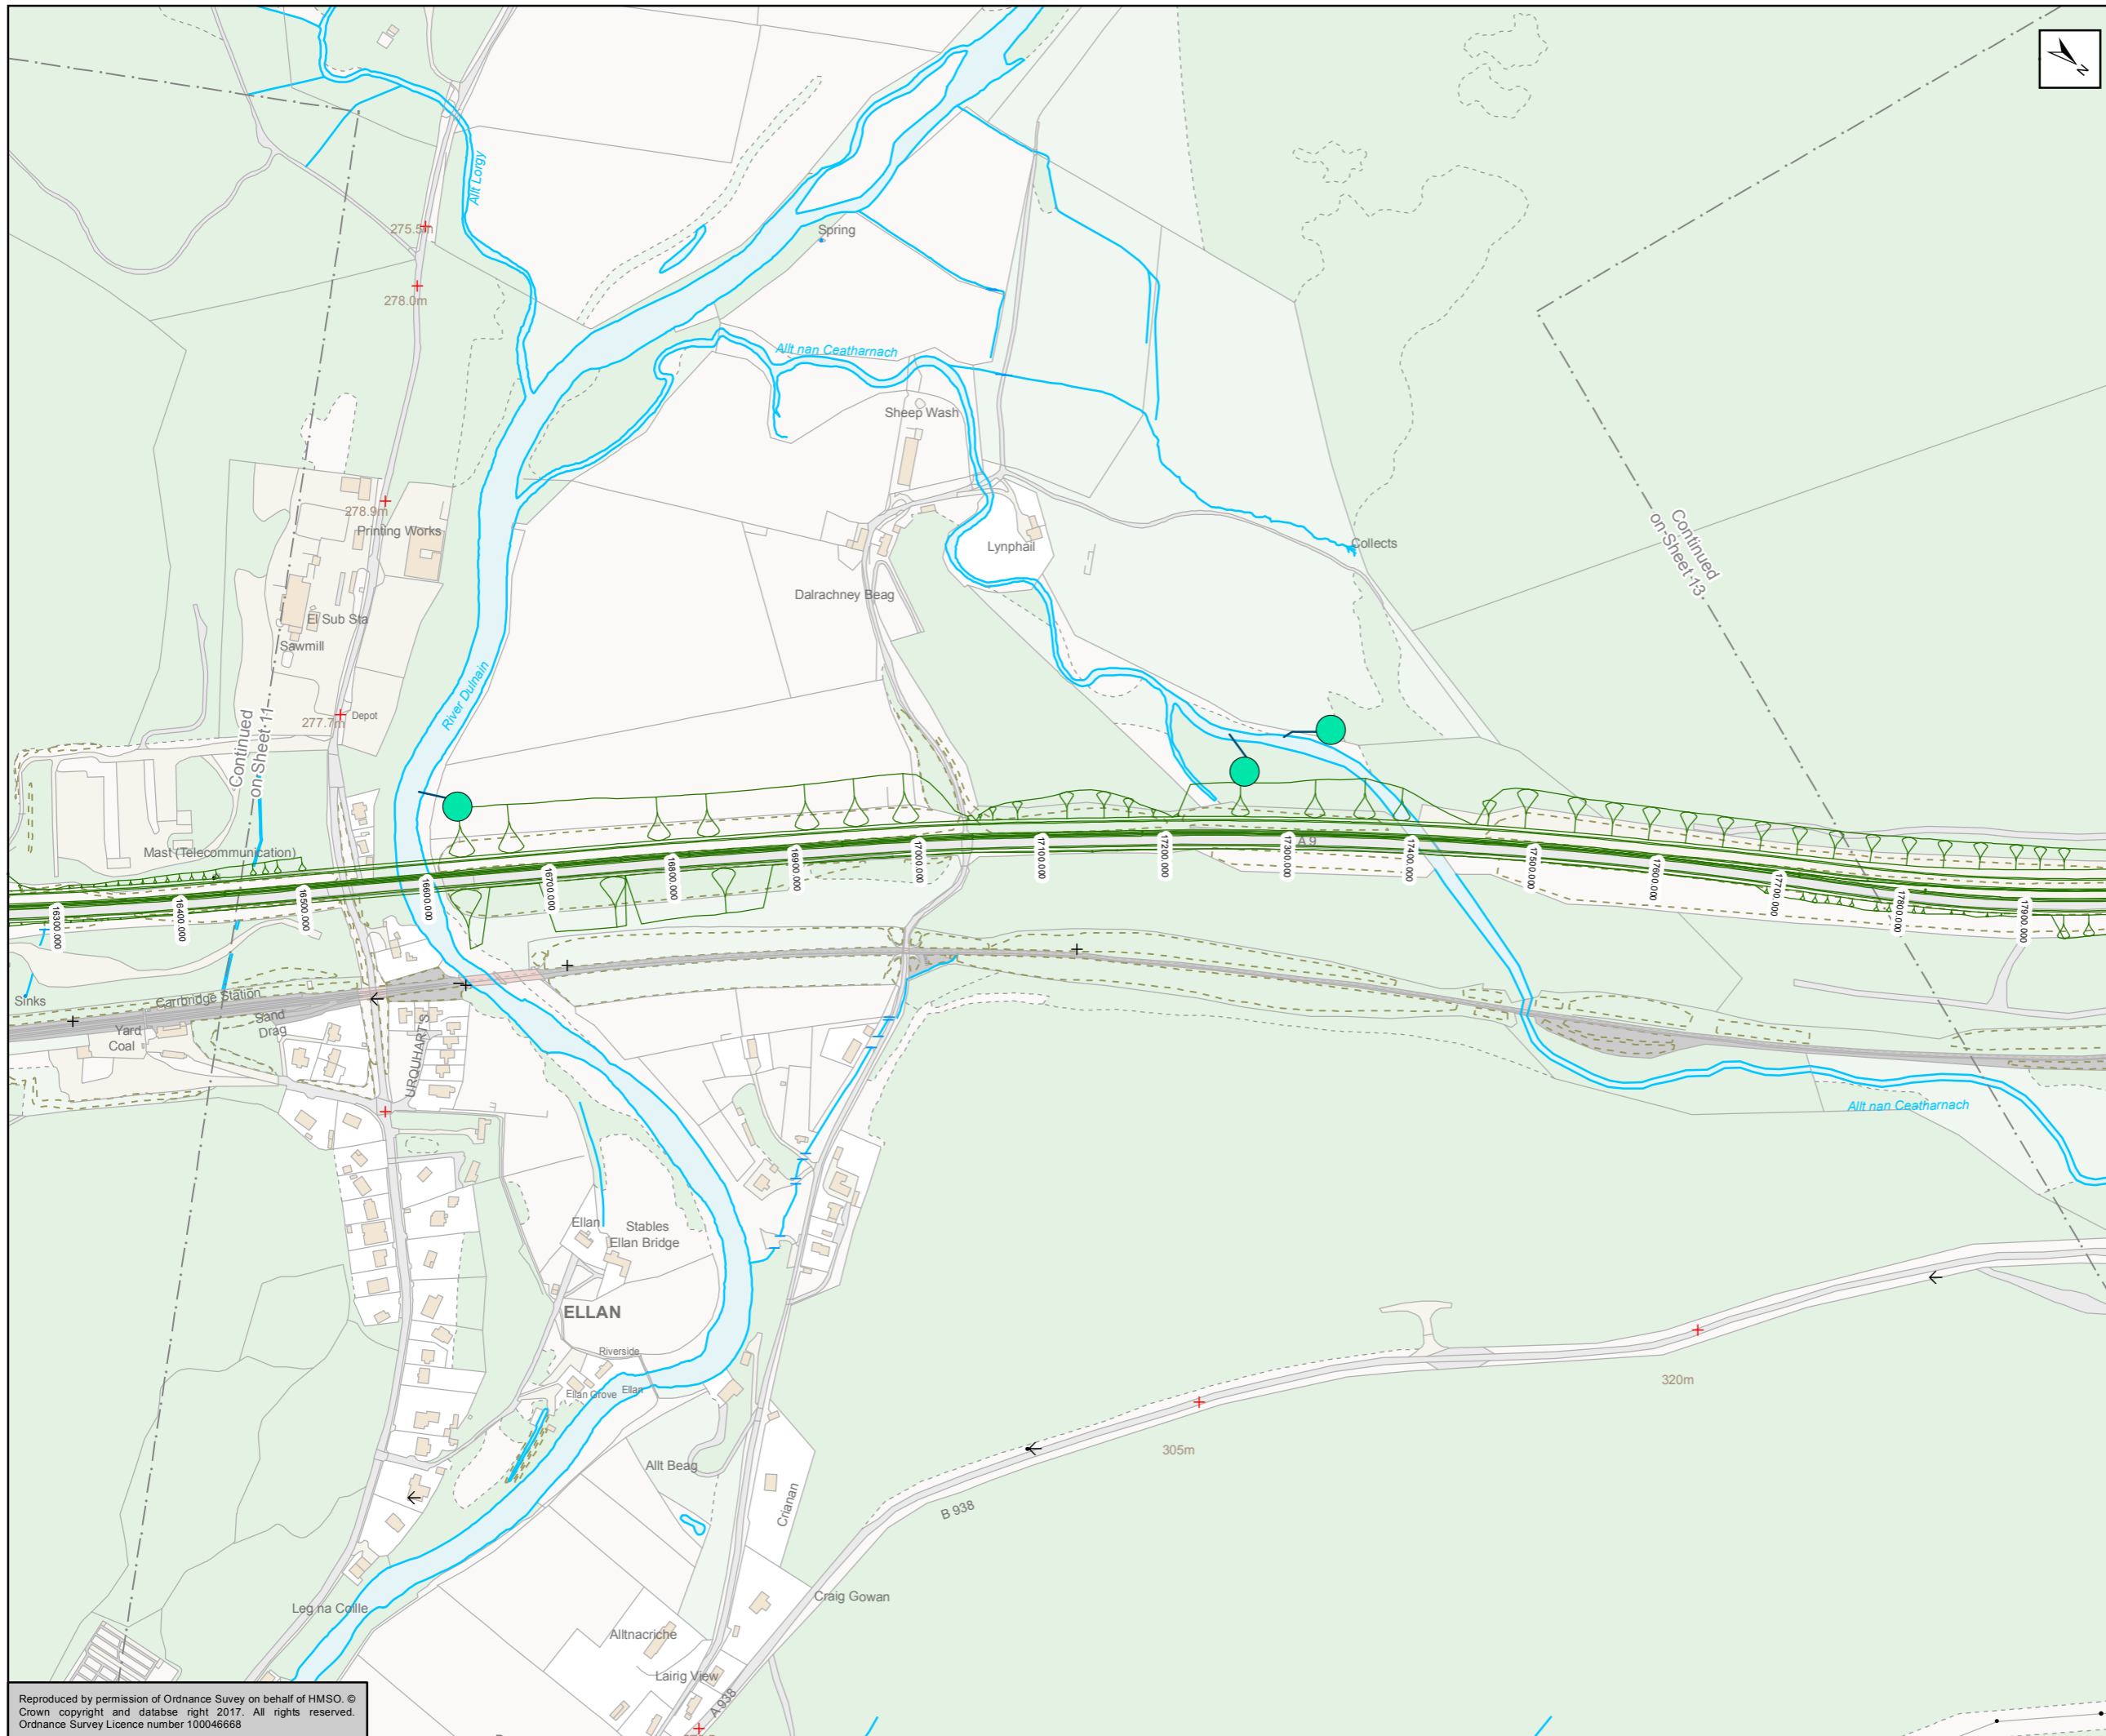 N
Allt Lorgy
275.5m
Spring
278.0m
Allt nan Ceatharnach
Sheep Wash
278.9m
Printing Works
Lynphail
Collects
Continued
on Sheet 13
Dalrachney Beag
El Sub Sta
Sawmill
River Dulnain
277.7m
Depot
Continued
on Sheet 11
Mast (Telecommunication)
A 9
16300.000
16400.000
16500.000
16600.000
16700.000
16800.000
16900.000
17000.000
17100.000
17200.000
17300.000
17400.000
17500.000
17600.000
17700.000
17800.000
17900.000
Sinks
Carrbridge Station
Sand
Drag
Yard
Coal
URQUHART'S
Allt nan Ceatharnach
Ellan
Stables
Ellan Bridge
ELLAN
Riverside
Ellan Grove
Ellan
320m
305m
Allt Beag
Crianan
B 938
Craig Gowan
Leg na Coille
Alltnacriche
Lairig View
A 938
Reproduced by permission of Ordnance Suvey on behalf of HMSO. ©
Crown copyright and databse right 2017. All rights reserved.
Ordnance Survey Licence number 100046668